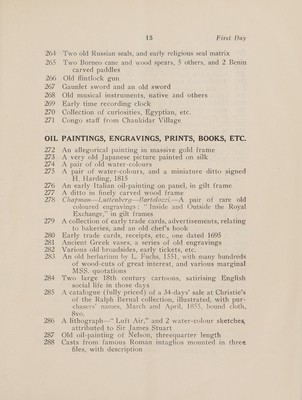 13 First Day
264 Two old Russian seals, and early religious seal matrix
265 Two Borneo cane and wood spears, 5 others, and 2 Benin
carved paddles
266 Old flintlock gun
267 Gauntlet sword and an old sword
268 Old musical instruments, native and others
269 Early time recording clock
270 Collection of curiosities, Egyptian, etc.
271 Congo staff from Chaulidat Village
OIL PAINTINGS, ENGRAVINGS, PRINTS, BOOKS, ETC.
272 An allegorical painting in massive gold frame
273 A very old Japanese picture painted on silk
274 A pair of old water-colours
275 A pair of water-colours, and a miniature ditto signed
H. Harding, 1815
276 An early Italian oil-painting on panel, in gilt frame
277 A ditto in finely carved wood frame
278 Chapman—Luttenberg—Bartolozzi—A pair of rare old
coloured engravings: "Inside and Outside the Royal
Exchange," in gilt frames
279 A collection of early trade cards, advertisements, relating
to bakeries, and an old chef's book
280 Early trade cards, receipts, etc., one dated 1695
281 Ancient Greek vases, a series of old engravings
282 Various old broadsides, early tickets, etc.
283 An old herbarium by L. Fuchs, 1551, with many hundreds
of wood-cuts of great interest, and various marginal
MSS. quotations
284 Two large 18th century cartoons, satirising English
social life in those days
285 A catalogue (fully priced) of a 34-days' sale at Christie's
of the Ralph Bernal collection, illustrated, with pur-
chasers' names, March and April, 1855, bound cloth,
8vo.
286 A lithograph—"Luft Air," and 2 water-colour sketches,
attributed to Sir James Stuart
287 Old oil-painting of Nelson, threequarter length
288 Casts from famous Roman intaglios mounted in three
files, with description